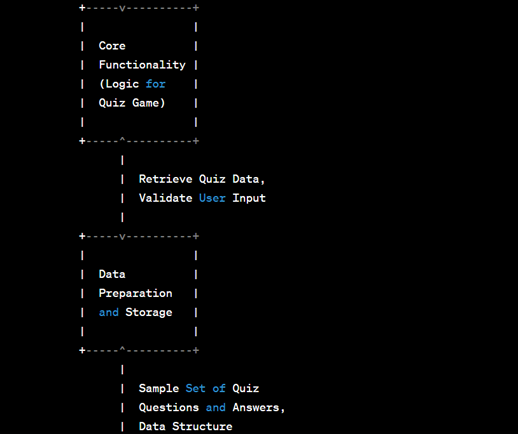 +-----v----------+
|                |
|  Core          |
|  Functionality |
|  (Logic for    |
|  Quiz Game)    |
|                |
+-----^----------+
      |
      |  Retrieve Quiz Data,
      |  Validate User Input
      |
+-----v----------+
|                |
|  Data          |
|  Preparation   |
|  and Storage   |
|                |
+-----^----------+
      |
      |  Sample Set of Quiz
      |  Questions and Answers,
      |  Data Structure